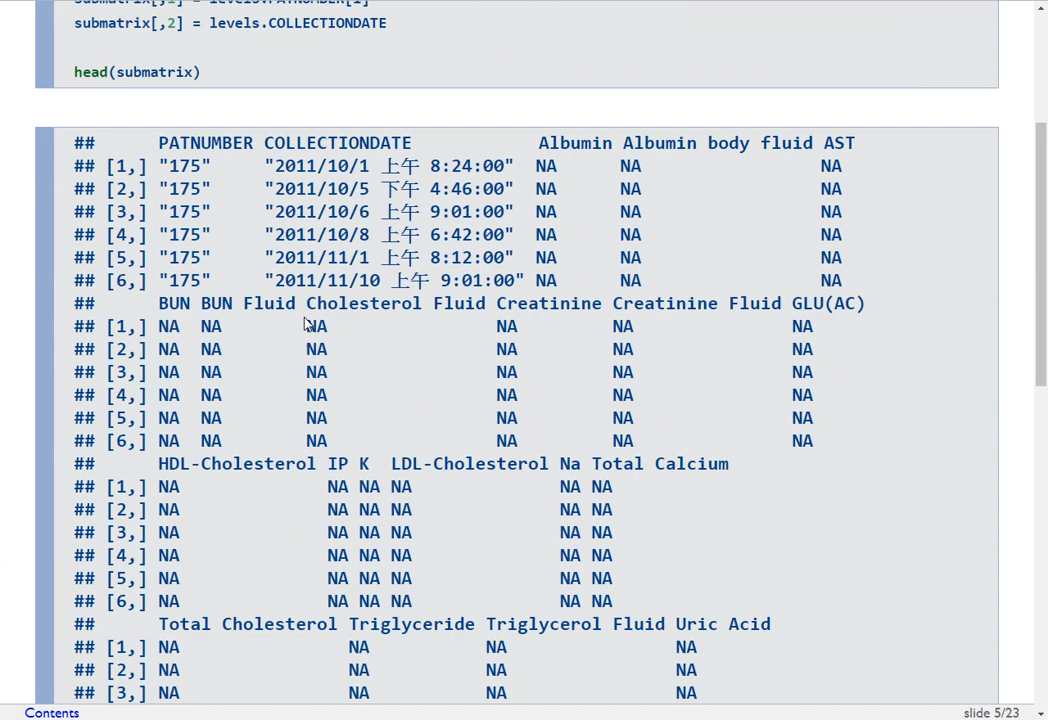 submatrix[,1] = levels.PATNUMBER[1]
submatrix[,2] = levels.COLLECTIONDATE
head(submatrix)
## PATNUMBER COLLECTIONDATE Albumin Albumin body fluid AST
## [1,] "175" "2011/10/1 上午 8:24:00" NA NA NA
## [2,] "175" "2011/10/5 下午 4:46:00" NA NA NA
## [3,] "175" "2011/10/6 上午 9:01:00" NA NA NA
## [4,] "175" "2011/10/8 上午 6:42:00" NA NA NA
## [5,] "175" "2011/11/1 上午 8:12:00" NA NA NA
## [6,] "175" "2011/11/10 上午 9:01:00" NA NA NA
## BUN BUN Fluid Cholesterol Fluid Creatinine Creatinine Fluid GLU(AC)
## [1,] NA NA NA NA NA NA
## [2,] NA NA NA NA NA NA
## [3,] NA NA NA NA NA NA
## [4,] NA NA NA NA NA NA
## [5,] NA NA NA NA NA NA
## [6,] NA NA NA NA NA NA
## HDL-Cholesterol IP K LDL-Cholesterol Na Total Calcium
## [1,] NA NA NA NA NA NA
## [2,] NA NA NA NA NA NA
## [3,] NA NA NA NA NA NA
## [4,] NA NA NA NA NA NA
## [5,] NA NA NA NA NA NA
## [6,] NA NA NA NA NA NA
## Total Cholesterol Triglyceride Triglycerol Fluid Uric Acid
## [1,] NA NA NA NA
## [2,] NA NA NA NA
## [3,] NA NA NA NA
Contents
slide 5/23